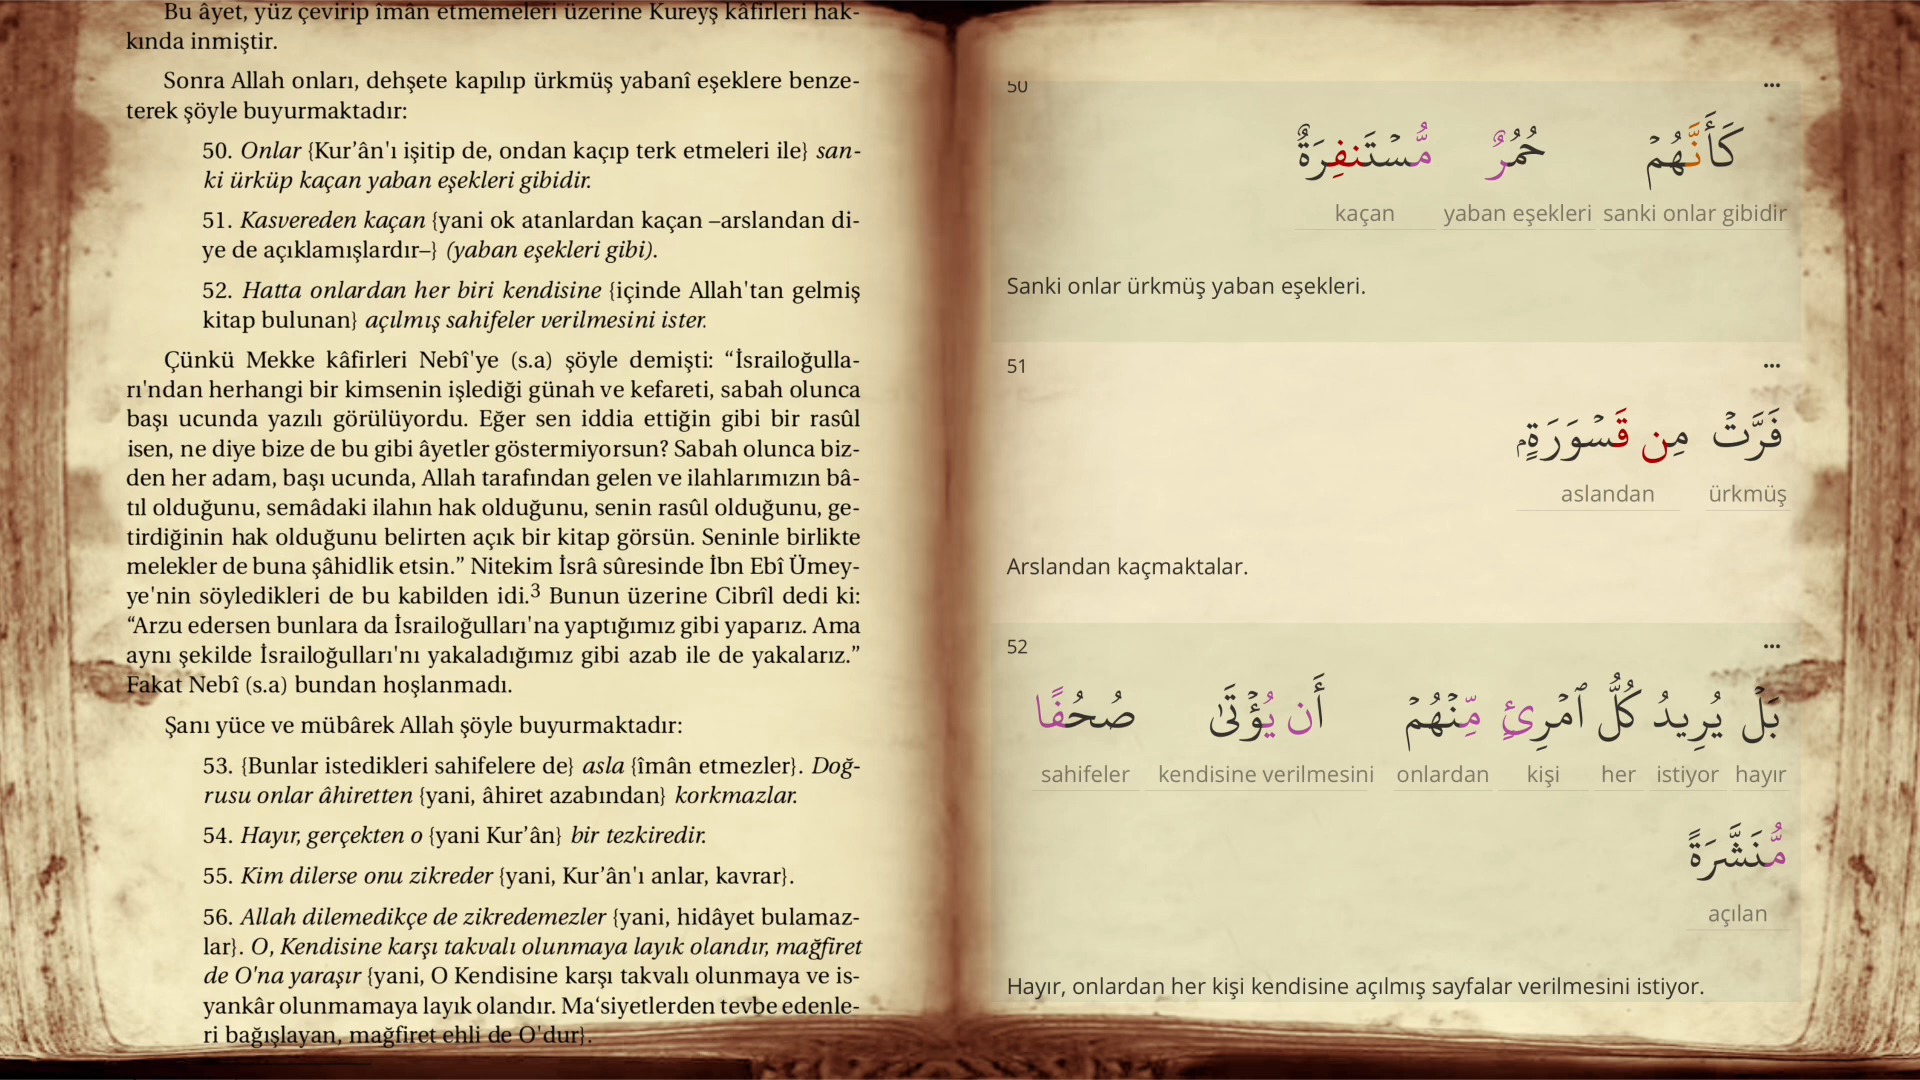 Bu âyet, yüz çevirip îmân etmemeleri üzerine Kureyş kâfirleri hak-
kında inmiştir.
Sonra Allah onları, dehşete kapılıp ürkmüş yabanî eşeklere benze-
terek şöyle buyurmaktadır:
50. Onlar {Kur’ân'ı işitip de, ondan kaçıp terk etmeleri ile} san-
ki ürküp kaçan yaban eşekleri gibidir.
51. Kasvereden kaçan {yani ok atanlardan kaçan –arslandan di-
ye de açıklamışlardır–} (yaban eşekleri gibi).
52. Hatta onlardan her biri kendisine {içinde Allah'tan gelmiş
kitap bulunan} açılmış sahifeler verilmesini ister.
Çünkü Mekke kâfirleri Nebî'ye (s.a) şöyle demişti: “İsrailoğulla-
rı'ndan herhangi bir kimsenin işlediği günah ve kefareti, sabah olunca
başı ucunda yazılı görülüyordu. Eğer sen iddia ettiğin gibi bir rasûl
isen, ne diye bize de bu gibi âyetler göstermiyorsun? Sabah olunca biz-
den her adam, başı ucunda, Allah tarafından gelen ve ilahlarımızın bâ-
tıl olduğunu, semâdaki ilahın hak olduğunu, senin rasûl olduğunu, ge-
tirdiğinin hak olduğunu belirten açık bir kitap görsün. Seninle birlikte
melekler de buna şâhidlik etsin.” Nitekim İsrâ sûresinde İbn Ebî Ümey-
ye'nin söyledikleri de bu kabilden idi.3 Bunun üzerine Cibrîl dedi ki:
“Arzu edersen bunlara da İsrailoğulları'na yaptığımız gibi yaparız. Ama
aynı şekilde İsrailoğulları'nı yakaladığımız gibi azab ile de yakalarız.”
Fakat Nebî (s.a) bundan hoşlanmadı.
Şanı yüce ve mübârek Allah şöyle buyurmaktadır:
53. {Bunlar istedikleri sahifelere de} asla {îmân etmezler}. Doğ-
rusu onlar âhiretten {yani, âhiret azabından} korkmazlar.
54. Hayır, gerçekten o {yani Kur’ân} bir tezkiredir.
55. Kim dilerse onu zikreder {yani, Kur’ân'ı anlar, kavrar}.
56. Allah dilemedikçe de zikredemezler {yani, hidâyet bulamaz-
lar}. O, Kendisine karşı takvalı olunmaya layık olandır, mağfiret
de O'na yaraşır {yani, O Kendisine karşı takvalı olunmaya ve is-
yankâr olunmamaya layık olandır. Ma‘siyetlerden tevbe edenle-
ri bağışlayan, mağfiret ehli de O'dur}.
50
كَأَنَّهُمْ حُمُرٌ مُّسْتَنفِرَةٌ
kaçan yaban eşekleri sanki onlar gibidir
Sanki onlar ürkmüş yaban eşekleri.
51
فَرَّتْ مِن قَسْوَرَةٍۭ
aslandan ürkmüş
Arslandan kaçmaktalar.
52
بَلْ يُرِيدُ كُلُّ ٱمْرِئٍ مِّنْهُمْ أَن يُؤْتَىٰ صُحُفًا
sahifeler kendisine verilmesini onlardan kişi her istiyor hayır
مُّنَشَّرَةً
açılan
Hayır, onlardan her kişi kendisine açılmış sayfalar verilmesini istiyor.